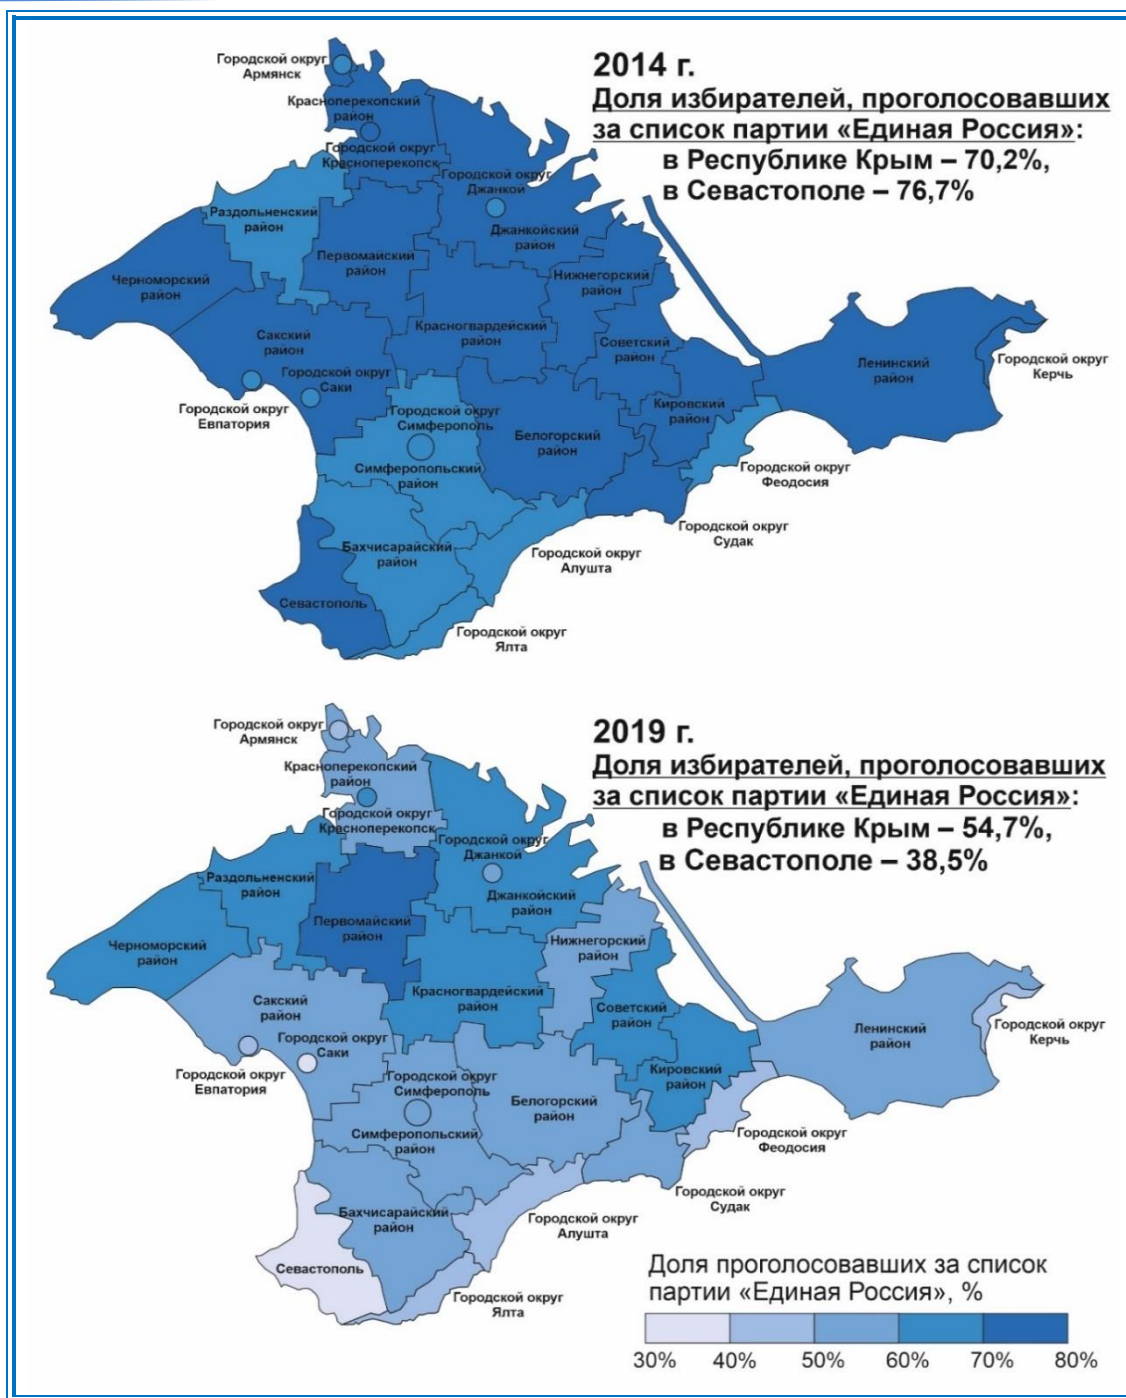 2014 г.
Доля избирателей, проголосовавших
за список партии «Единая Россия»:
в Республике Крым – 70,2%,
в Севастополе – 76,7%
Городской округ
Армянск
Красноперекопский
район
Городской округ
Красноперекопск
Городской округ
Джанкой
Джанкойский
район
Раздольненский
район
Первомайский
район
Черноморский
район
Нижнегорский
район
Красногвардейский
район
Сакский
район
Советский
район
Ленинский
район
Городской округ
Керчь
Городской округ
Саки
Городской округ
Евпатория
Городской округ
Симферополь
Кировский
район
Белогорский
район
Симферопольский
район
Городской округ
Феодосия
Городской округ
Судак
Бахчисарайский
район
Городской округ
Алушта
Севастополь
Городской округ
Ялта
2019 г.
Доля избирателей, проголосовавших
за список партии «Единая Россия»:
в Республике Крым – 54,7%,
в Севастополе – 38,5%
Городской округ
Армянск
Красноперекопский
район
Городской округ
Красноперекопск
Городской округ
Джанкой
Джанкойский
район
Раздольненский
район
Первомайский
район
Черноморский
район
Нижнегорский
район
Красногвардейский
район
Сакский
район
Советский
район
Ленинский
район
Городской округ
Керчь
Городской округ
Саки
Городской округ
Евпатория
Городской округ
Симферополь
Кировский
район
Белогорский
район
Симферопольский
район
Городской округ
Феодосия
Городской округ
Судак
Бахчисарайский
район
Городской округ
Алушта
Севастополь
Городской округ
Ялта
Доля проголосовавших за список
партии «Единая Россия», %
30% 40% 50% 60% 70% 80%